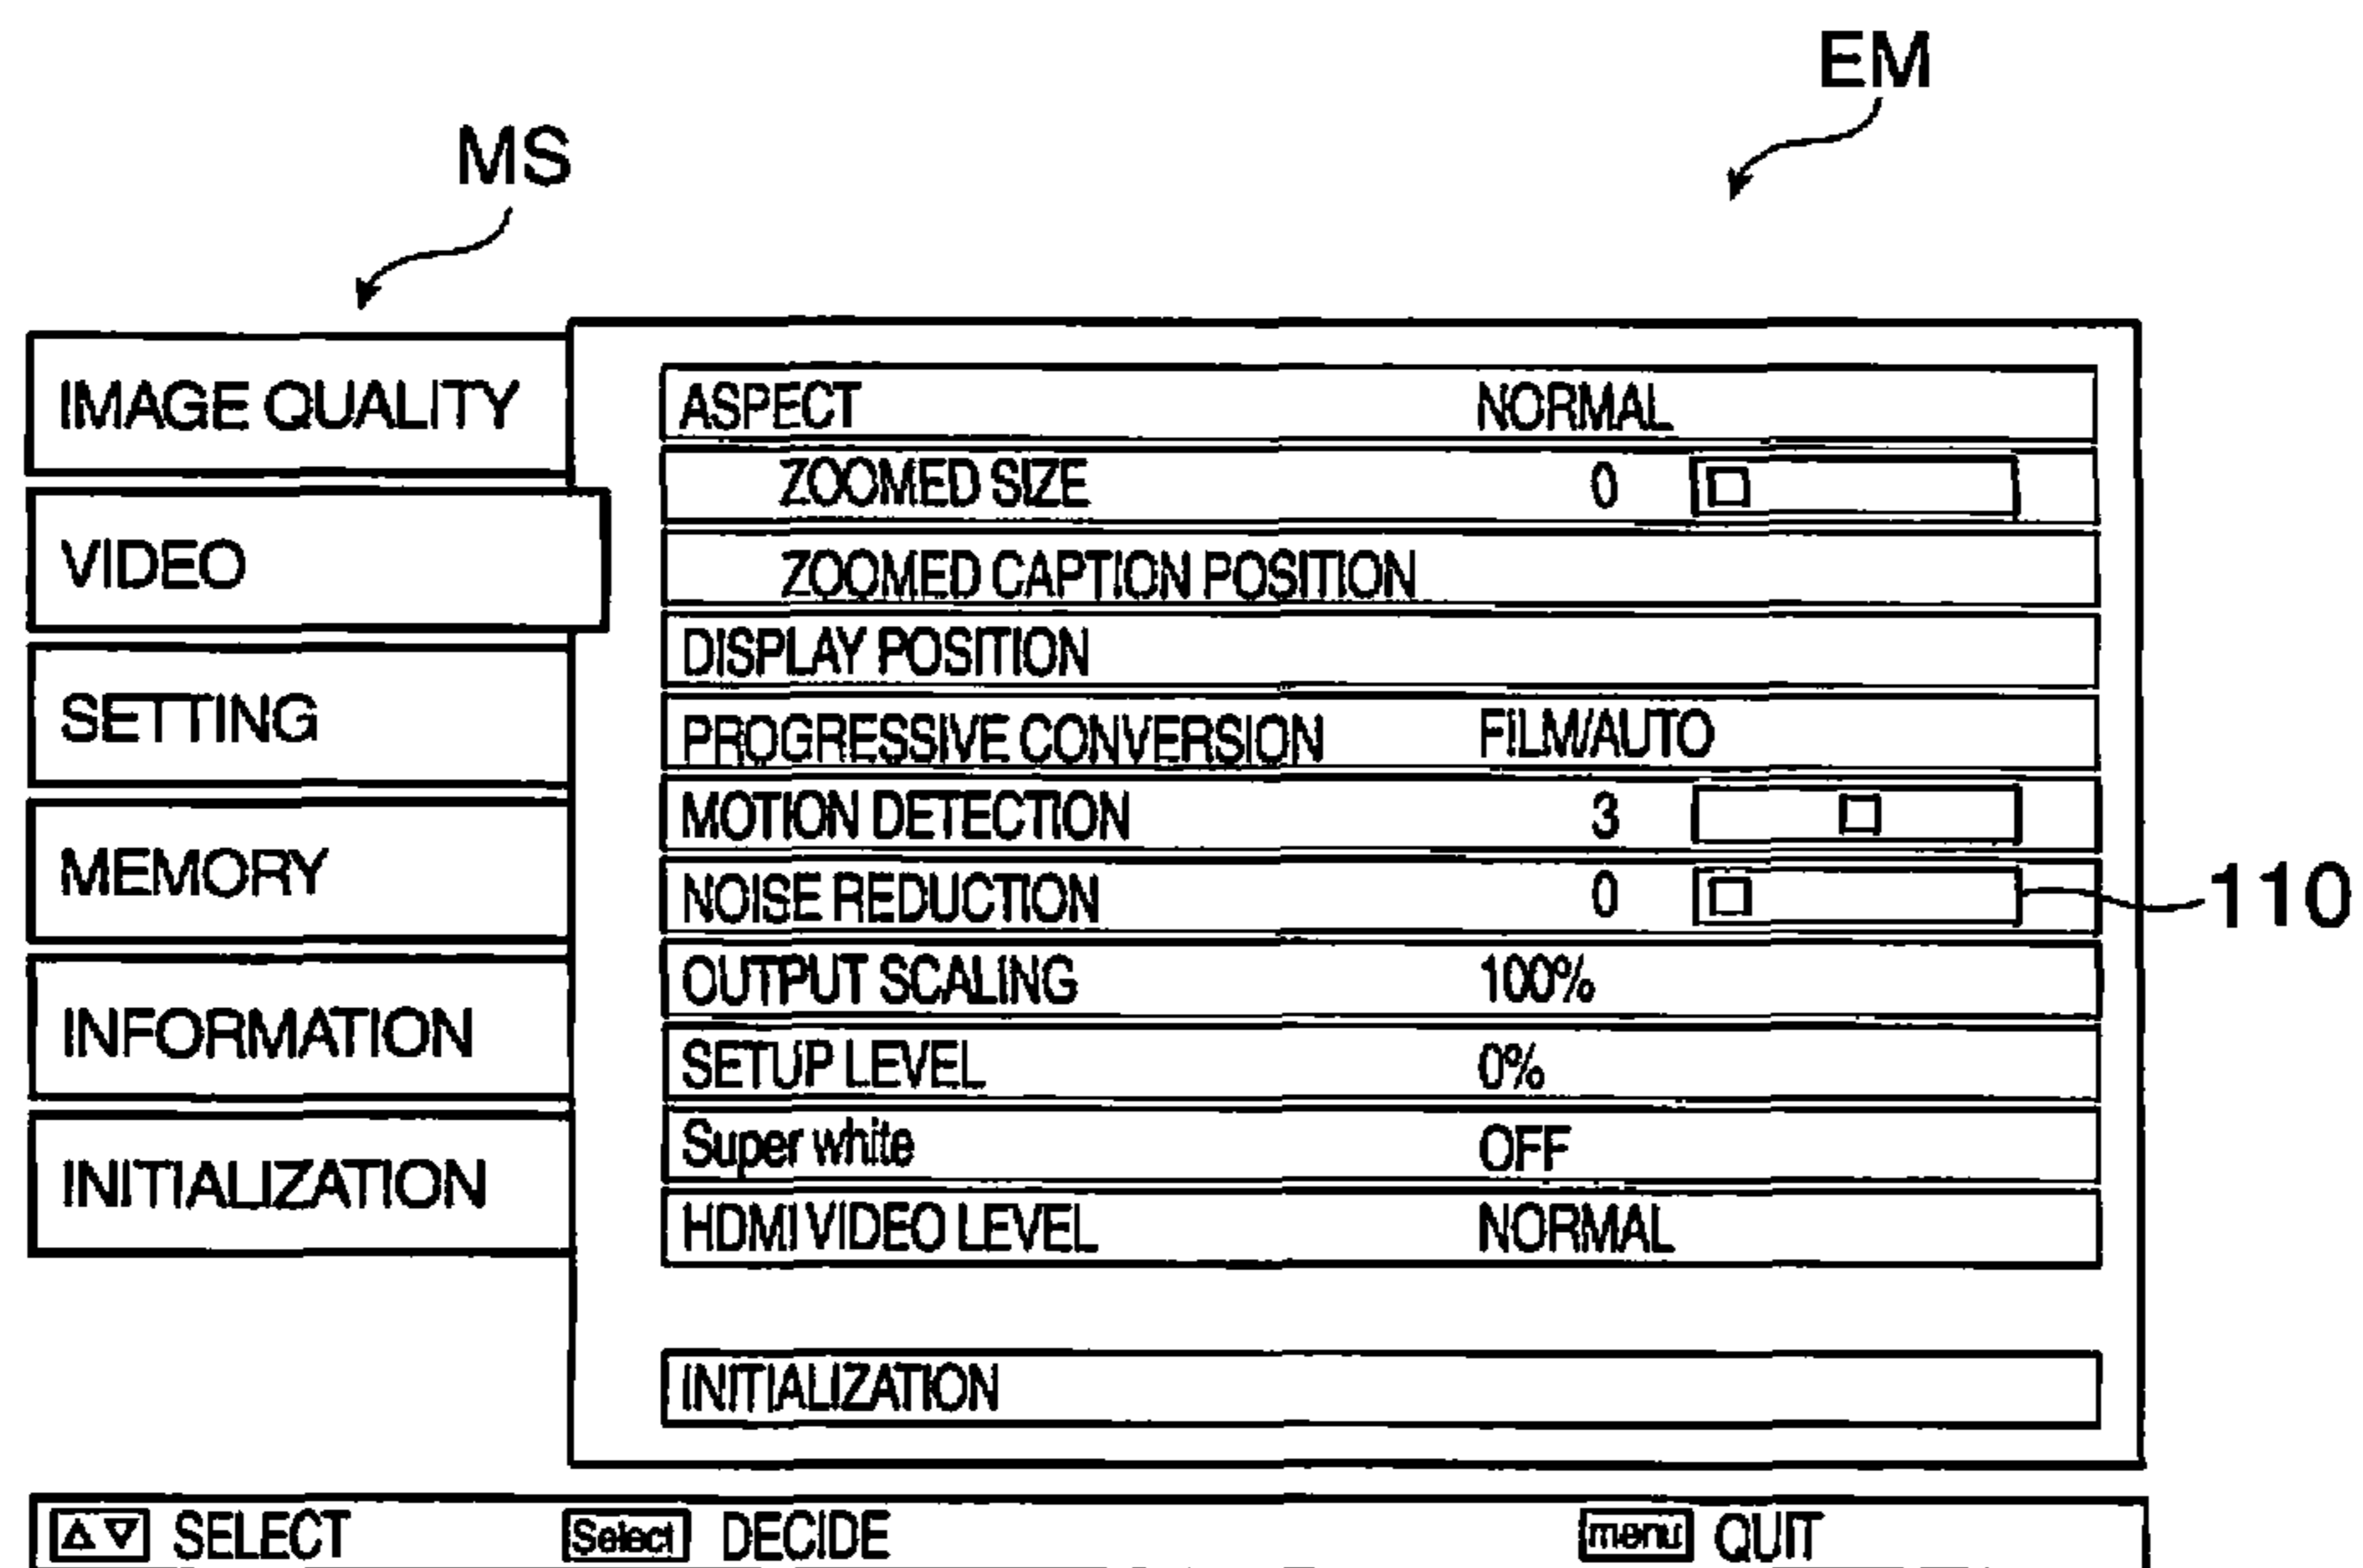 EM
MS
IMAGE QUALITY
VIDEO
SETTING
MEMORY
INFORMATION
INITIALIZATION
ASPECT NORMAL
ZOOMED SIZE 0
ZOOMED CAPTION POSITION
DISPLAY POSITION
PROGRESSIVE CONVERSION FILM/AUTO
MOTION DETECTION 3
NOISE REDUCTION 0
110
OUTPUT SCALING 100%
SETUP LEVEL 0%
Super white OFF
HDMI VIDEO LEVEL NORMAL
INITIALIZATION
SELECT Select DECIDE menu QUIT